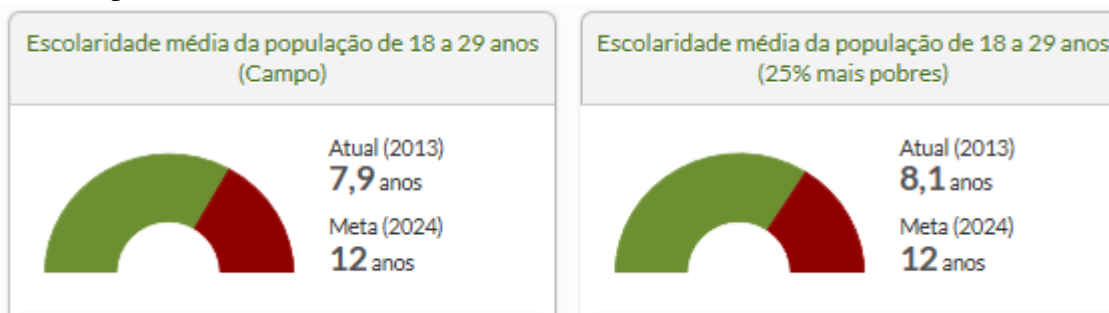 Escolaridade média da população de 18 a 29 anos
(Campo)
Atual (2013)
7,9 anos
Meta (2024)
12 anos
Escolaridade média da população de 18 a 29 anos
(25% mais pobres)
Atual (2013)
8,1 anos
Meta (2024)
12 anos